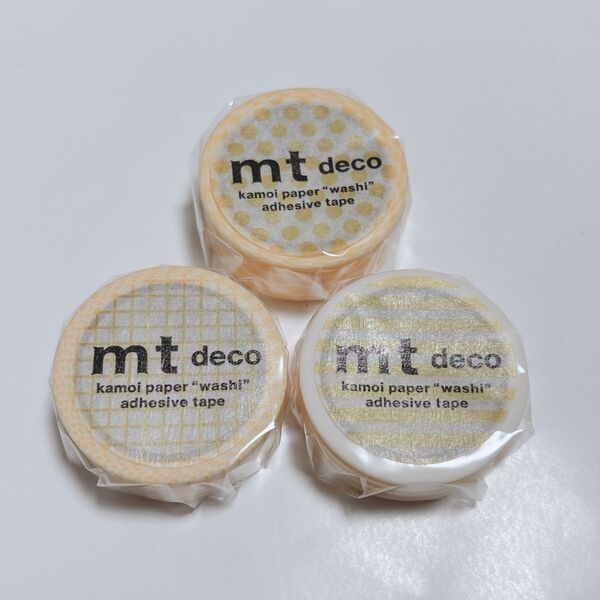 mt deco
kamoi paper "washi"
adhesive tape
mt deco
kamoi paper "washi"
adhesive tape
mt deco
kamoi paper "washi"
adhesive tape